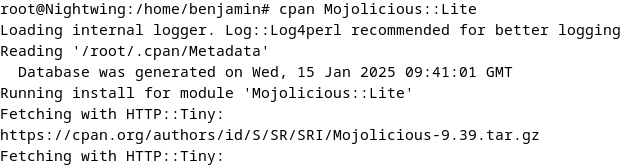 root@Nightwing:/home/benjamin# cpan Mojolicious::Lite
Loading internal logger. Log::Log4perl recommended for better logging
Reading '/root/.cpan/Metadata'
  Database was generated on Wed, 15 Jan 2025 09:41:01 GMT
Running install for module 'Mojolicious::Lite'
Fetching with HTTP::Tiny:
https://cpan.org/authors/id/S/SR/SRI/Mojolicious-9.39.tar.gz
Fetching with HTTP::Tiny: